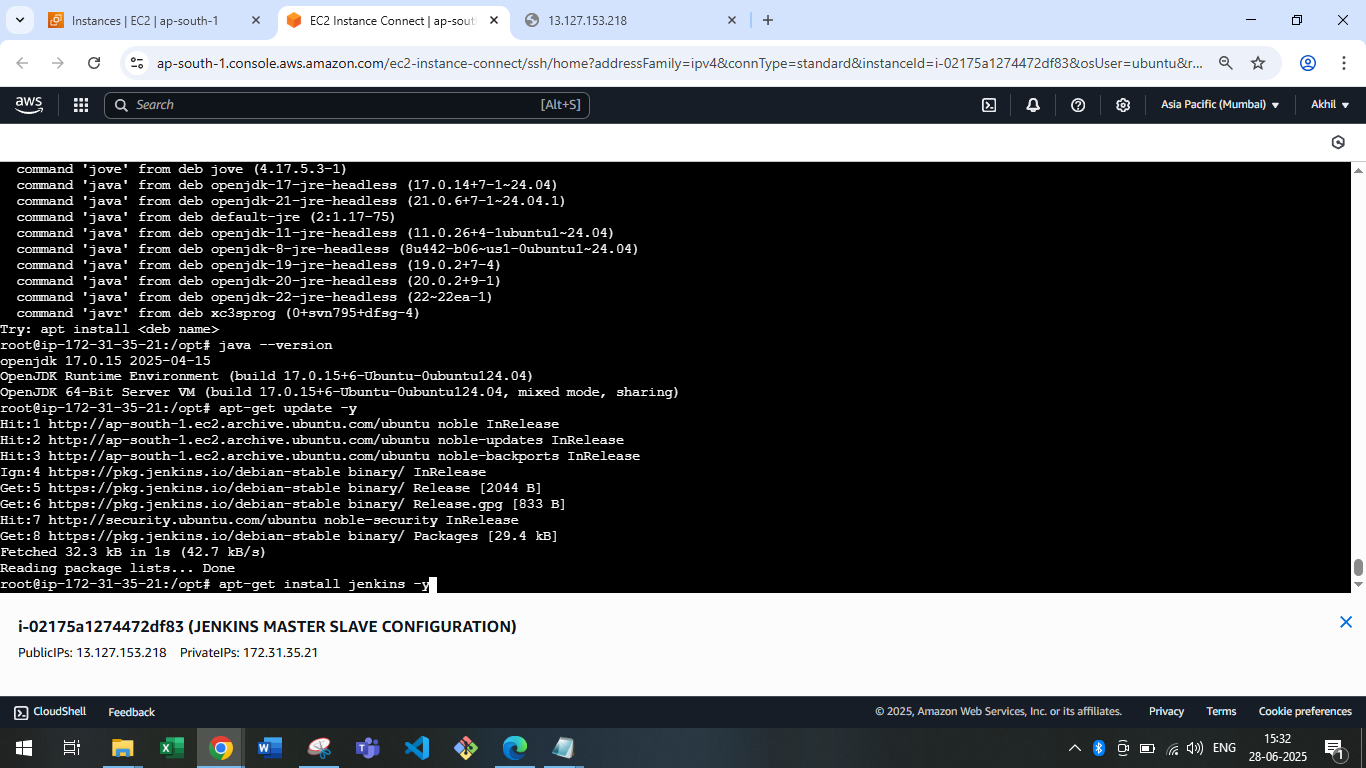 Instances | EC2 | ap-south-1
EC2 Instance Connect | ap-sout
13.127.153.218
ap-south-1.console.aws.amazon.com/ec2-instance-connect/ssh/home?addressFamily=ipv4&connType=standard&instanceId=i-02175a1274472df83&osUser=ubuntu&r...
aws
Search
[Alt+S]
Asia Pacific (Mumbai)
Akhil
command 'jove' from deb jove (4.17.5.3-1)
command 'java' from deb openjdk-17-jre-headless (17.0.14+7-1~24.04)
command 'java' from deb openjdk-21-jre-headless (21.0.6+7-1~24.04.1)
command 'java' from deb default-jre (2:1.17-75)
command 'java' from deb openjdk-11-jre-headless (11.0.26+4-1ubuntu1~24.04)
command 'java' from deb openjdk-8-jre-headless (8u442-b06~us1-0ubuntu1~24.04)
command 'java' from deb openjdk-19-jre-headless (19.0.2+7-4)
command 'java' from deb openjdk-20-jre-headless (20.0.2+9-1)
command 'java' from deb openjdk-22-jre-headless (22~22ea-1)
command 'javr' from deb xc3sprog (0+svn795+dfsg-4)
Try: apt install <deb name>
root@ip-172-31-35-21:/opt# java --version
openjdk 17.0.15 2025-04-15
OpenJDK Runtime Environment (build 17.0.15+6-Ubuntu-0ubuntu124.04)
OpenJDK 64-Bit Server VM (build 17.0.15+6-Ubuntu-0ubuntu124.04, mixed mode, sharing)
root@ip-172-31-35-21:/opt# apt-get update -y
Hit:1 http://ap-south-1.ec2.archive.ubuntu.com/ubuntu noble InRelease
Hit:2 http://ap-south-1.ec2.archive.ubuntu.com/ubuntu noble-updates InRelease
Hit:3 http://ap-south-1.ec2.archive.ubuntu.com/ubuntu noble-backports InRelease
Ign:4 https://pkg.jenkins.io/debian-stable binary/ InRelease
Get:5 https://pkg.jenkins.io/debian-stable binary/ Release [2044 B]
Get:6 https://pkg.jenkins.io/debian-stable binary/ Release.gpg [833 B]
Hit:7 http://security.ubuntu.com/ubuntu noble-security InRelease
Get:8 https://pkg.jenkins.io/debian-stable binary/ Packages [29.4 kB]
Fetched 32.3 kB in 1s (42.7 kB/s)
Reading package lists... Done
root@ip-172-31-35-21:/opt# apt-get install jenkins -y
i-02175a1274472df83 (JENKINS MASTER SLAVE CONFIGURATION)
PublicIPs: 13.127.153.218 PrivateIPs: 172.31.35.21
CloudShell Feedback
© 2025, Amazon Web Services, Inc. or its affiliates. Privacy Terms Cookie preferences
ENG
15:32
28-06-2025
1